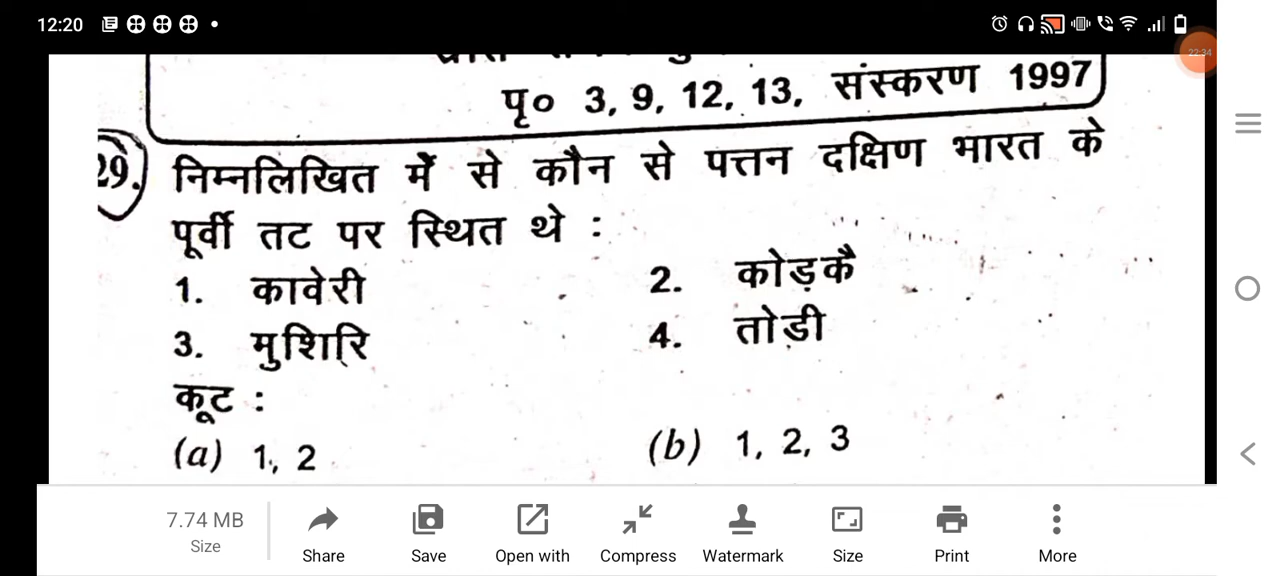 12:20
22:34
पृ० 3, 9, 12, 13, संस्करण 1997
29. निम्नलिखित में से कौन से पत्तन दक्षिण भारत के
पूर्वी तट पर स्थित थे :
1. कावेरी 2. कोड़कै
3. मुशिरि 4. तोड़ी
कूट :
(a) 1, 2 (b) 1, 2, 3
7.74 MB
Size
Share Save Open with Compress Watermark Size Print More